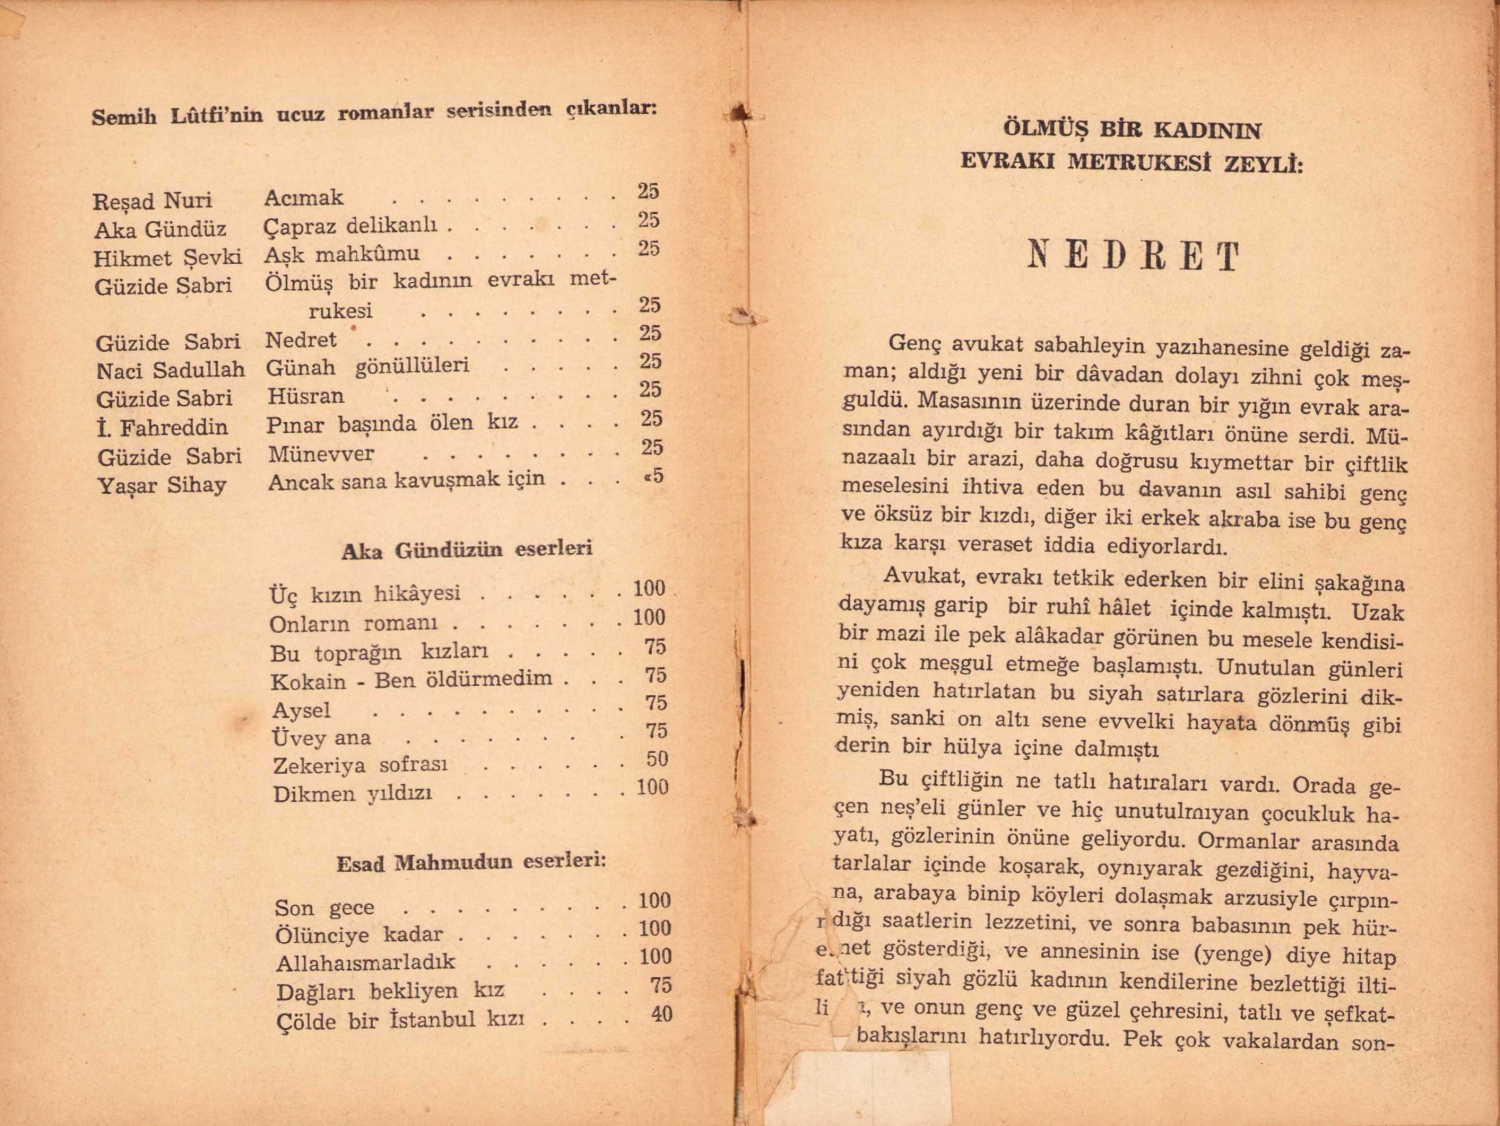 Semih Lûtfi'nin ucuz romanlar serisinden çıkanlar:
Reşad Nuri Acımak . . . . . . . . . 25
Aka Gündüz Çapraz delikanlı . . . . . . . 25
Hikmet Şevki Aşk mahkûmu . . . . . . . 25
Güzide Sabri Ölmüş bir kadının evrakı met-
rukesi . . . . . . . . 25
Güzide Sabri Nedret . . . . . . . . . . 25
Naci Sadullah Günah gönüllüleri . . . . . 25
Güzide Sabri Hüsran . . . . . . . . . 25
İ. Fahreddin Pınar başında ölen kız . . . . 25
Güzide Sabri Münevver . . . . . . . . 25
Yaşar Sihay Ancak sana kavuşmak için . . . «5
Aka Gündüzün eserleri
Üç kızın hikâyesi . . . . . . 100
Onların romanı . . . . . . . 100
Bu toprağın kızları . . . . . 75
Kokain - Ben öldürmedim . . . 75
Aysel . . . . . . . . . . 75
Üvey ana . . . . . . . . 75
Zekeriya sofrası . . . . . . 50
Dikmen yıldızı . . . . . . . 100
Esad Mahmudun eserleri:
Son gece . . . . . . . . . 100
Ölünciye kadar . . . . . . . 100
Allahaısmarladık . . . . . . 100
Dağları bekliyen kız . . . . 75
Çölde bir İstanbul kızı . . . . 40
ÖLMÜŞ BİR KADININ
EVRAKI METRUKESİ ZEYLİ:
NEDRET
Genç avukat sabahleyin yazıhanesine geldiği za-
man; aldığı yeni bir dâvadan dolayı zihni çok meş-
guldü. Masasının üzerinde duran bir yığın evrak ara-
sından ayırdığı bir takım kâğıtları önüne serdi. Mü-
nazaalı bir arazi, daha doğrusu kıymettar bir çiftlik
meselesini ihtiva eden bu davanın asıl sahibi genç
ve öksüz bir kızdı, diğer iki erkek akraba ise bu genç
kıza karşı veraset iddia ediyorlardı.
Avukat, evrakı tetkik ederken bir elini şakağına
dayamış garip bir ruhî hâlet içinde kalmıştı. Uzak
bir mazi ile pek alâkadar görünen bu mesele kendisi-
ni çok meşgul etmeğe başlamıştı. Unutulan günleri
yeniden hatırlatan bu siyah satırlara gözlerini dik-
miş, sanki on altı sene evvelki hayata dönmüş gibi
derin bir hülya içine dalmıştı
Bu çiftliğin ne tatlı hatıraları vardı. Orada ge-
çen neş'eli günler ve hiç unutulmıyan çocukluk ha-
yatı, gözlerinin önüne geliyordu. Ormanlar arasında
tarlalar içinde koşarak, oynıyarak gezdiğini, hayva-
na, arabaya binip köyleri dolaşmak arzusiyle çırpın-
dığı saatlerin lezzetini, ve sonra babasının pek hür-
met gösterdiği, ve annesinin ise (yenge) diye hitap
ettiği siyah gözlü kadının kendilerine bezlettiği ilti-
ve onun genç ve güzel çehresini, tatlı ve şefkat-
bakışlarını hatırlıyordu. Pek çok vakalardan son-